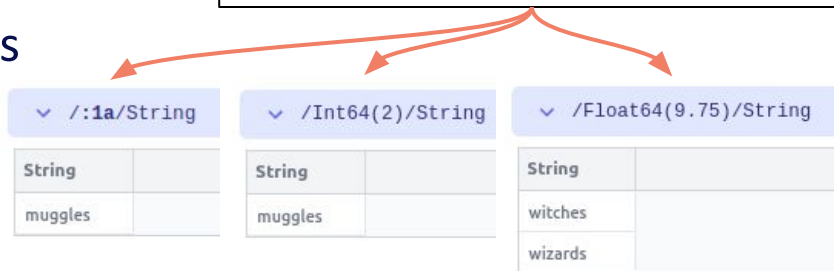 s
/:1a/String
String
muggles
/Int64(2)/String
String
muggles
/Float64(9.75)/String
String
witches
wizards